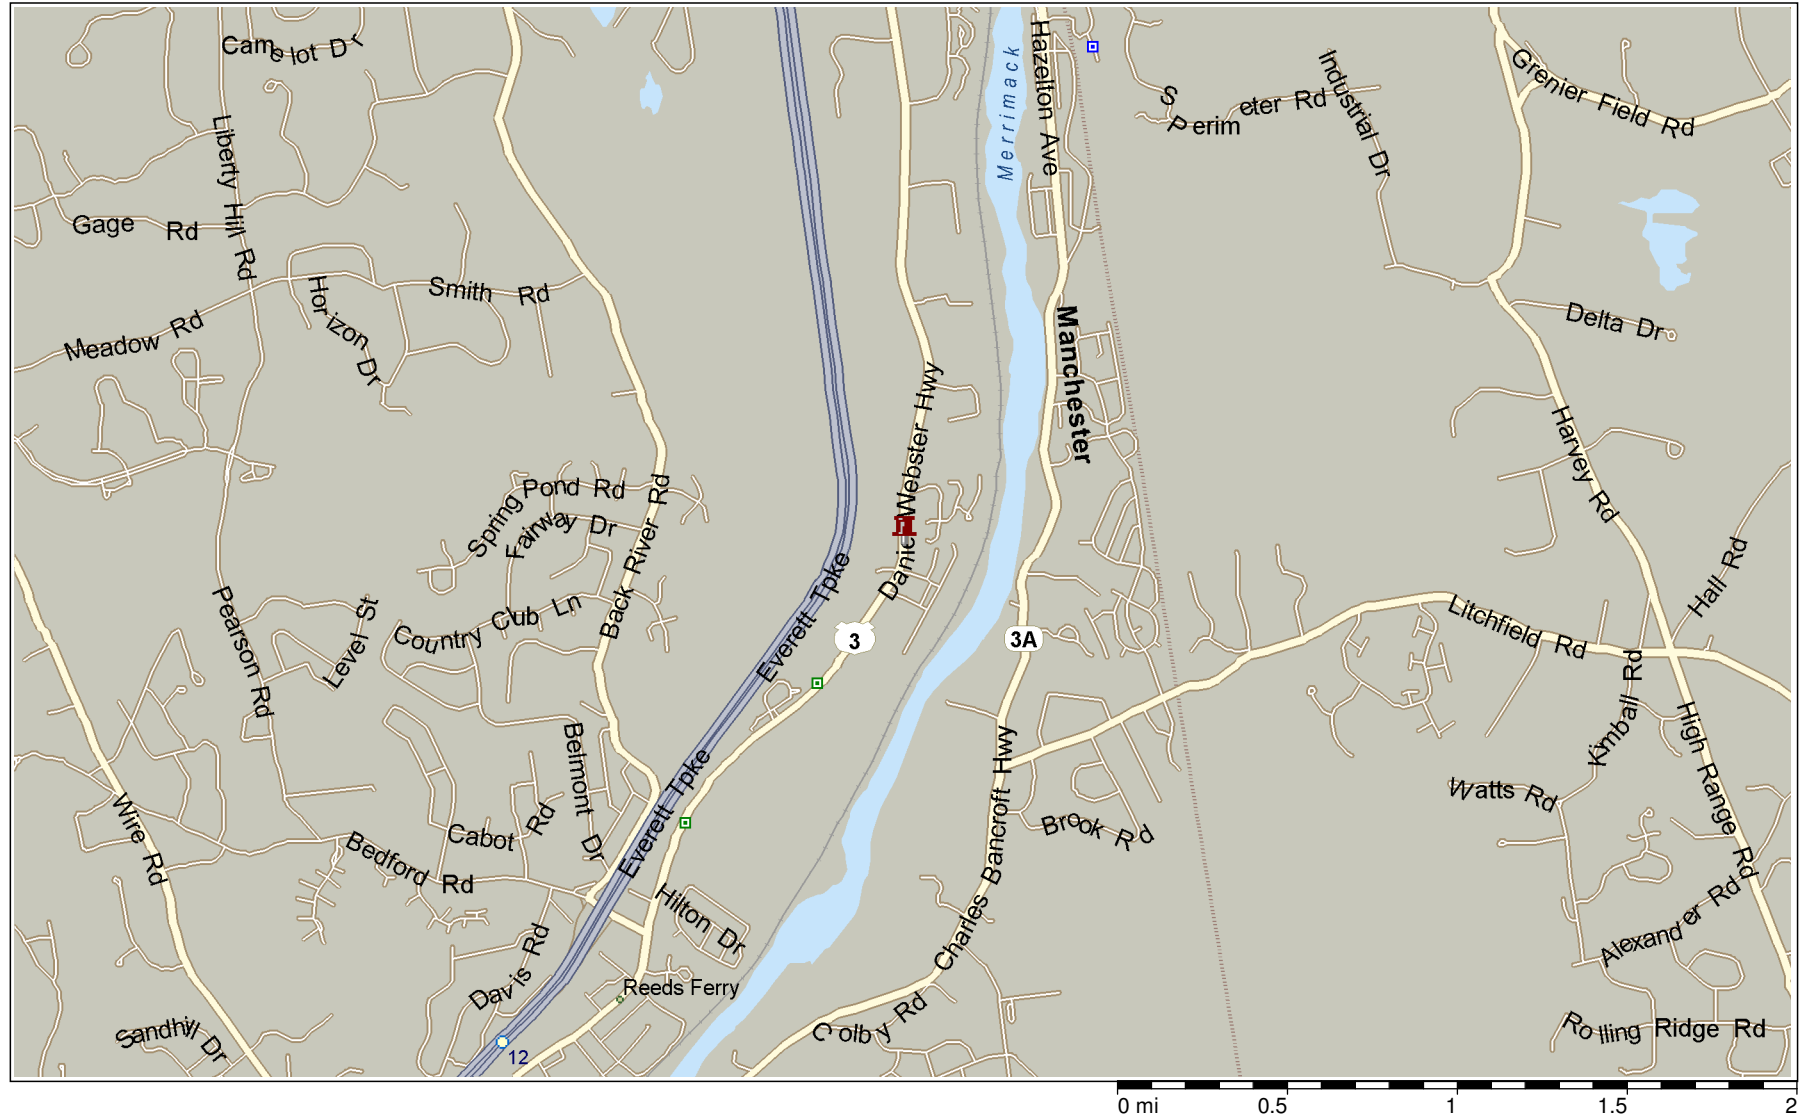 Camelot Dr
Merrimack
Hazelton Ave
S Perimeter Rd
Industrial Dr
Grenier Field Rd
Liberty Hill Rd
Gage Rd
Smith Rd
Horizon Dr
Meadow Rd
Delta Dr
Manchester
Daniel Webster Hwy
Harvey Rd
Spring Pond Rd
Fairway Dr
Back River Rd
Everett Tpke
Hall Rd
Pearson Rd
Level St
Country Club Ln
3
3A
Litchfield Rd
Kimball Rd
High Range Rd
Belmont Dr
Everett Tpke
Charles Bancroft Hwy
Wire Rd
Cabot Rd
Watts Rd
Brook Rd
Bedford Rd
Hilton Dr
Alexander Rd
Davis Rd
Reeds Ferry
Sandhill Dr
Colby Rd
Rolling Ridge Rd
12
0 mi 0.5 1 1.5 2